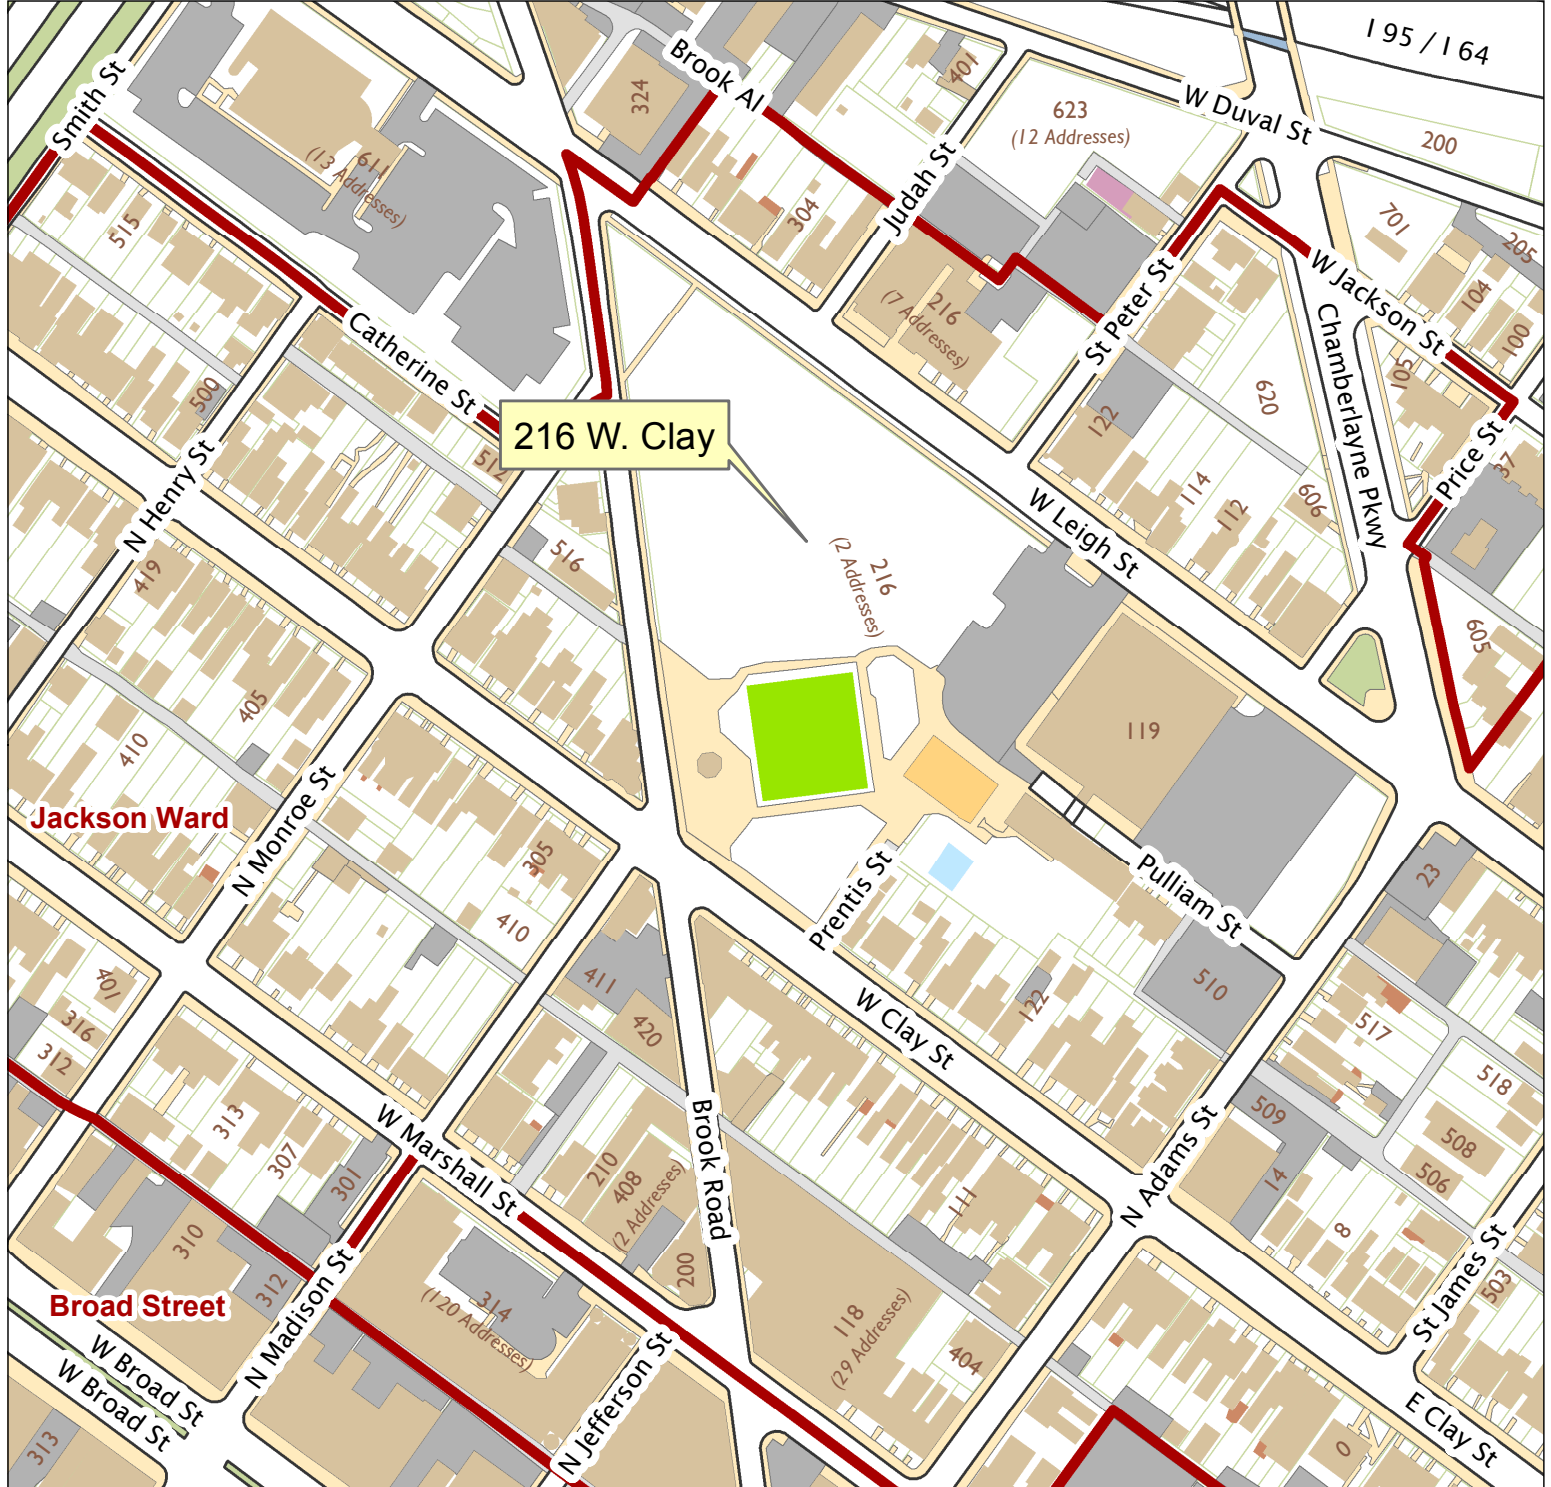 I 95 / I 64
Smith St
Brook Al
324
401
623
(12 Addresses)
W Duval St
200
611
(13 Addresses)
515
304
Judah St
701
205
104
100
W Jackson St
St Peter St
216
(7 Addresses)
Chamberlayne Pkwy
105
620
Catherine St
500
122
Price St
37
512
216 W. Clay
N Henry St
114
112
606
W Leigh St
516
216
(2 Addresses)
419
605
405
410
119
Jackson Ward
N Monroe St
305
410
Prentis St
Pulliam St
23
401
316
312
411
420
122
510
W Clay St
517
518
509
508
506
14
8
N Adams St
313
307
301
W Marshall St
210
408
(2 Addresses)
200
Brook Road
111
310
312
Broad Street
N Madison St
314
(120 Addresses)
118
(29 Addresses)
404
St James St
503
W Broad St
W Broad St
313
N Jefferson St
E Clay St
0